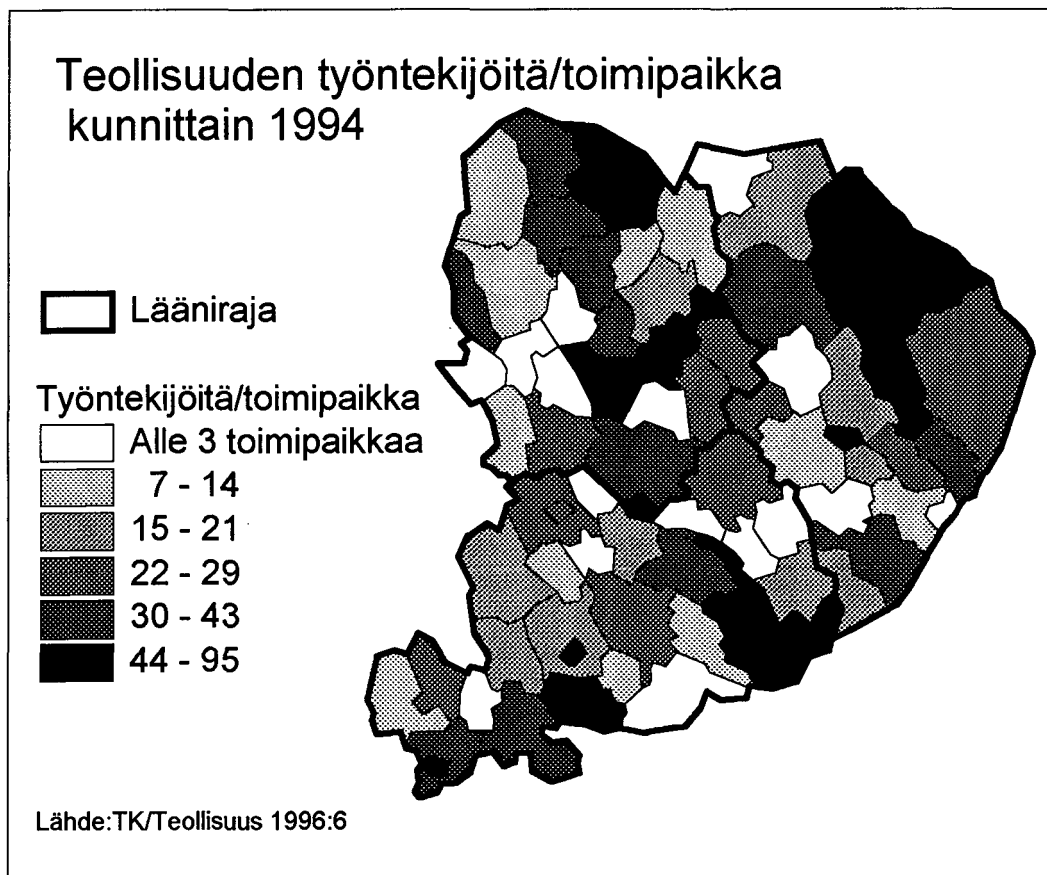 Teollisuuden työntekijöitä/toimipaikka
kunnittain 1994
Lääniraja
Työntekijöitä/toimipaikka
Alle 3 toimipaikkaa
7 - 14
15 - 21
22 - 29
30 - 43
44 - 95
Lähde:TK/Teollisuus 1996:6